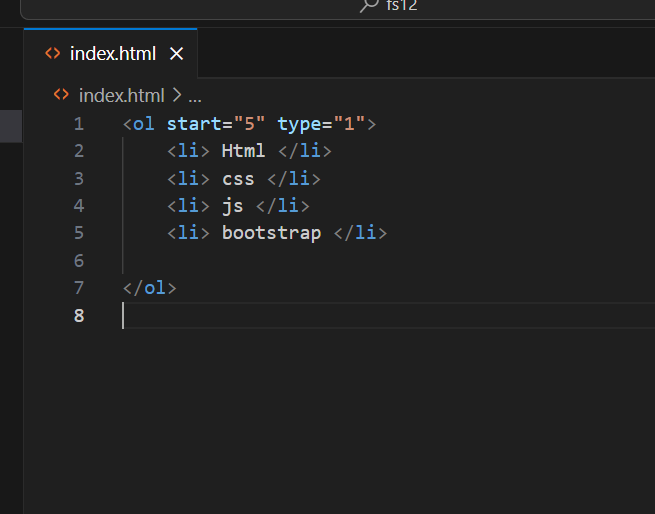 fs12
index.html
index.html > ...
1 <ol start="5" type="1">
2 <li> Html </li>
3 <li> css </li>
4 <li> js </li>
5 <li> bootstrap </li>
6
7 </ol>
8